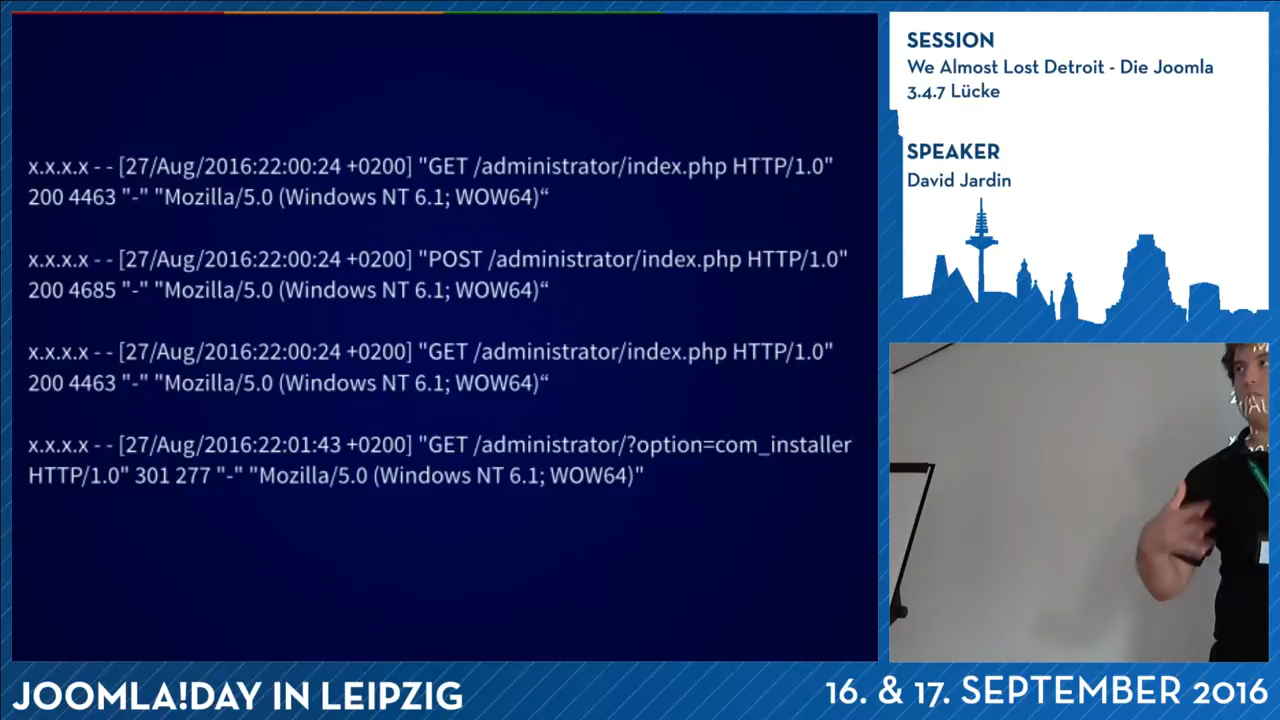 x.x.x.x - - [27/Aug/2016:22:00:24 +0200] "GET /administrator/index.php HTTP/1.0"
200 4463 "-" "Mozilla/5.0 (Windows NT 6.1; WOW64)“
x.x.x.x - - [27/Aug/2016:22:00:24 +0200] "POST /administrator/index.php HTTP/1.0"
200 4685 "-" "Mozilla/5.0 (Windows NT 6.1; WOW64)“
x.x.x.x - - [27/Aug/2016:22:00:24 +0200] "GET /administrator/index.php HTTP/1.0"
200 4463 "-" "Mozilla/5.0 (Windows NT 6.1; WOW64)“
x.x.x.x - - [27/Aug/2016:22:01:43 +0200] "GET /administrator/?option=com_installer
HTTP/1.0" 301 277 "-" "Mozilla/5.0 (Windows NT 6.1; WOW64)"
SESSION
We Almost Lost Detroit - Die Joomla
3.4.7 Lücke
SPEAKER
David Jardin
JOOMLA!DAY IN LEIPZIG
16. & 17. SEPTEMBER 2016